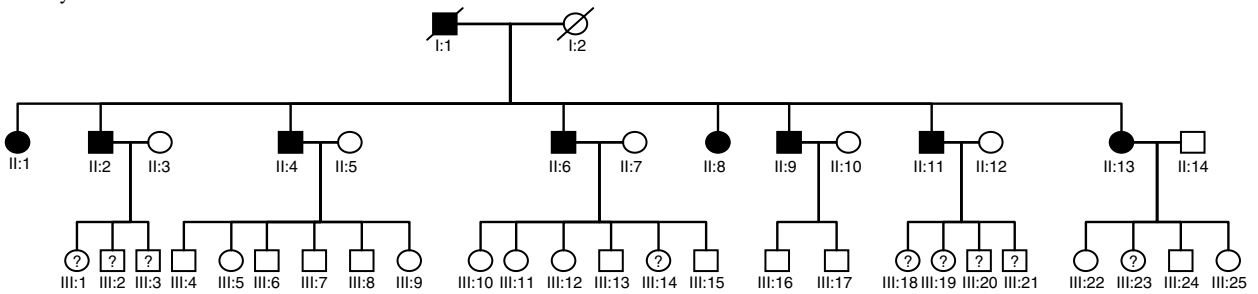 I:1 I:2
II:1 II:2 II:3 II:4 II:5 II:6 II:7 II:8 II:9 II:10 II:11 II:12 II:13 II:14
? ? ? ? ? ? ? ? ?
III:1 III:2 III:3 III:4 III:5 III:6 III:7 III:8 III:9 III:10 III:11 III:12 III:13 III:14 III:15 III:16 III:17 III:18 III:19 III:20 III:21 III:22 III:23 III:24 III:25